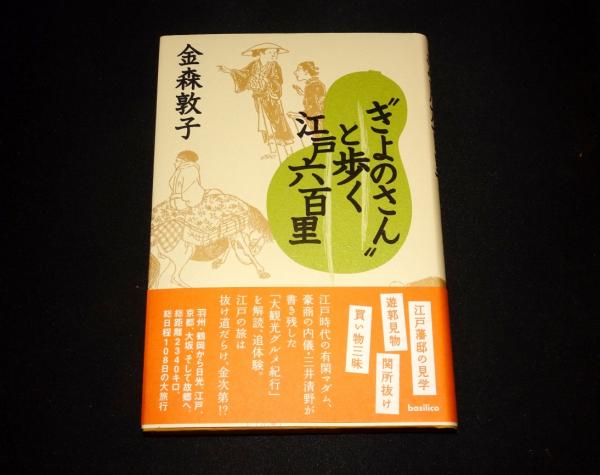 “きよのさん”
と歩く
江戸六百里
金森敦子
江戸藩邸の見学
遊郭見物
関所抜け
買い物三昧
江戸時代の有閑マダム、
豪商の内儀・三井清野が
書き残した
「大観光グルメ紀行」
を解読、追体験。
江戸の旅は
抜け道だらけ、金次第!?
羽州・鶴岡から日光、江戸、
京都、大坂、そして故郷へ。
総距離2340キロ、
総日程108日の大旅行
basilico